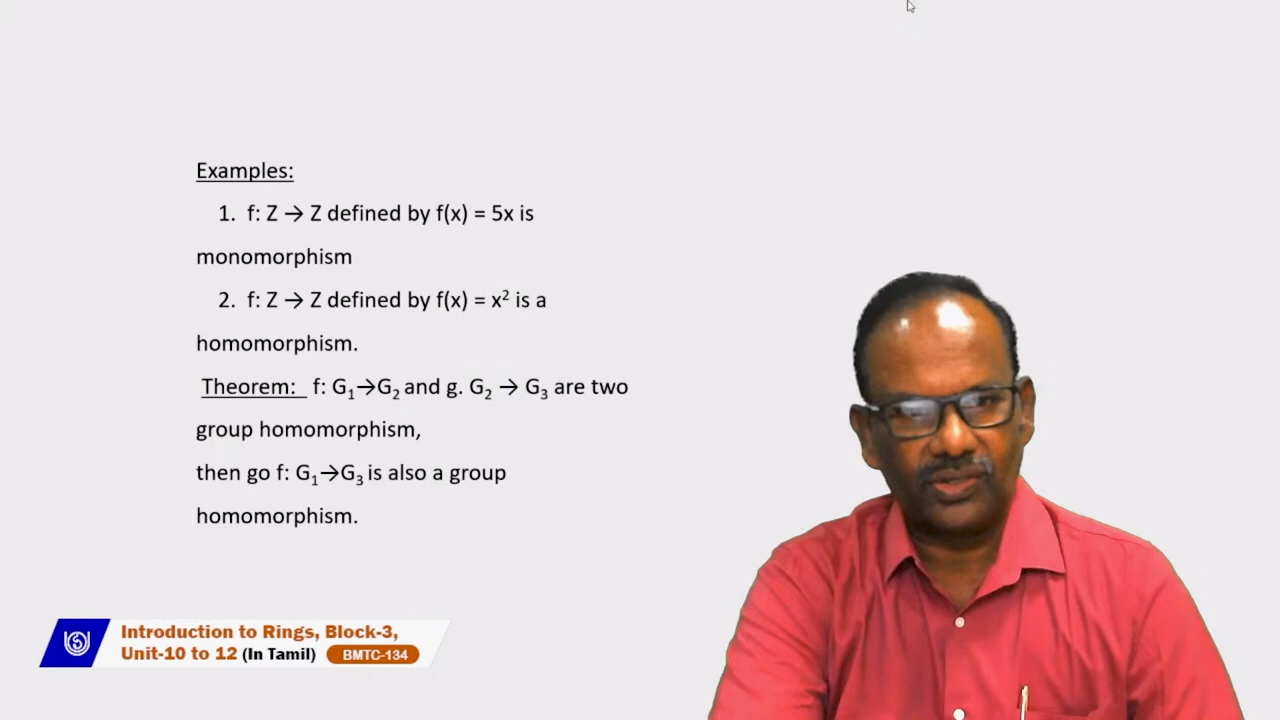 Examples:
1. f: Z → Z defined by f(x) = 5x is
monomorphism
2. f: Z → Z defined by f(x) = x² is a
homomorphism.
Theorem: f: G₁→G₂ and g. G₂ → G₃ are two
group homomorphism,
then go f: G₁→G₃ is also a group
homomorphism.
Introduction to Rings, Block-3,
Unit-10 to 12 (In Tamil) BMTC-134